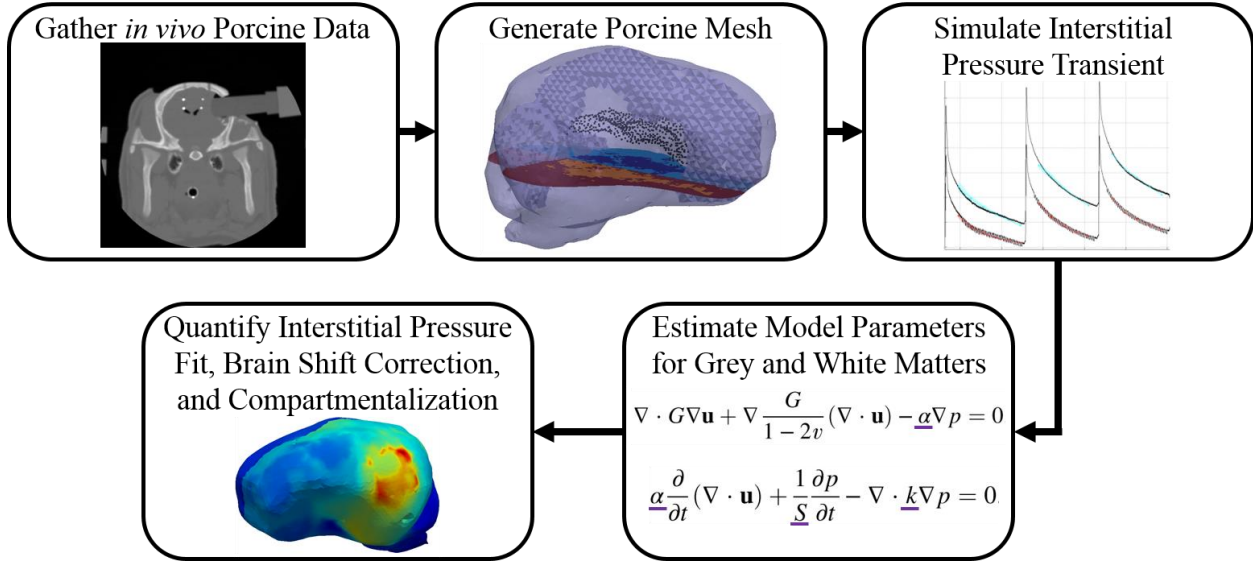 Gather in vivo Porcine Data
Generate Porcine Mesh
Simulate Interstitial
Pressure Transient
Quantify Interstitial Pressure
Fit, Brain Shift Correction,
and Compartmentalization
Estimate Model Parameters
for Grey and White Matters
∇ · G∇u + ∇ G/(1 − 2v) (∇ · u) − α∇p = 0
α ∂/∂t (∇ · u) + 1/S ∂p/∂t − ∇ · k∇p = 0.